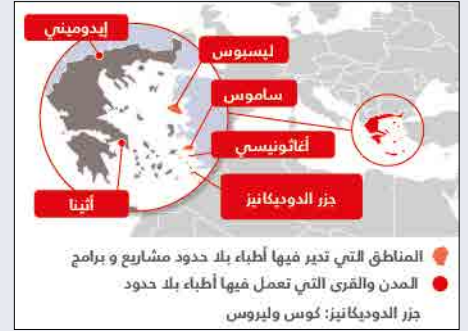 إيدوميني
ليسبوس
ساموس
أغاثونيسي
جزر الدوديكانيز
أثينا
المناطق التي تدير فيها أطباء بلا حدود مشاريع و برامج
المدن والقرى التي تعمل فيها أطباء بلا حدود
جزر الدوديكانيز: كوس وليروس